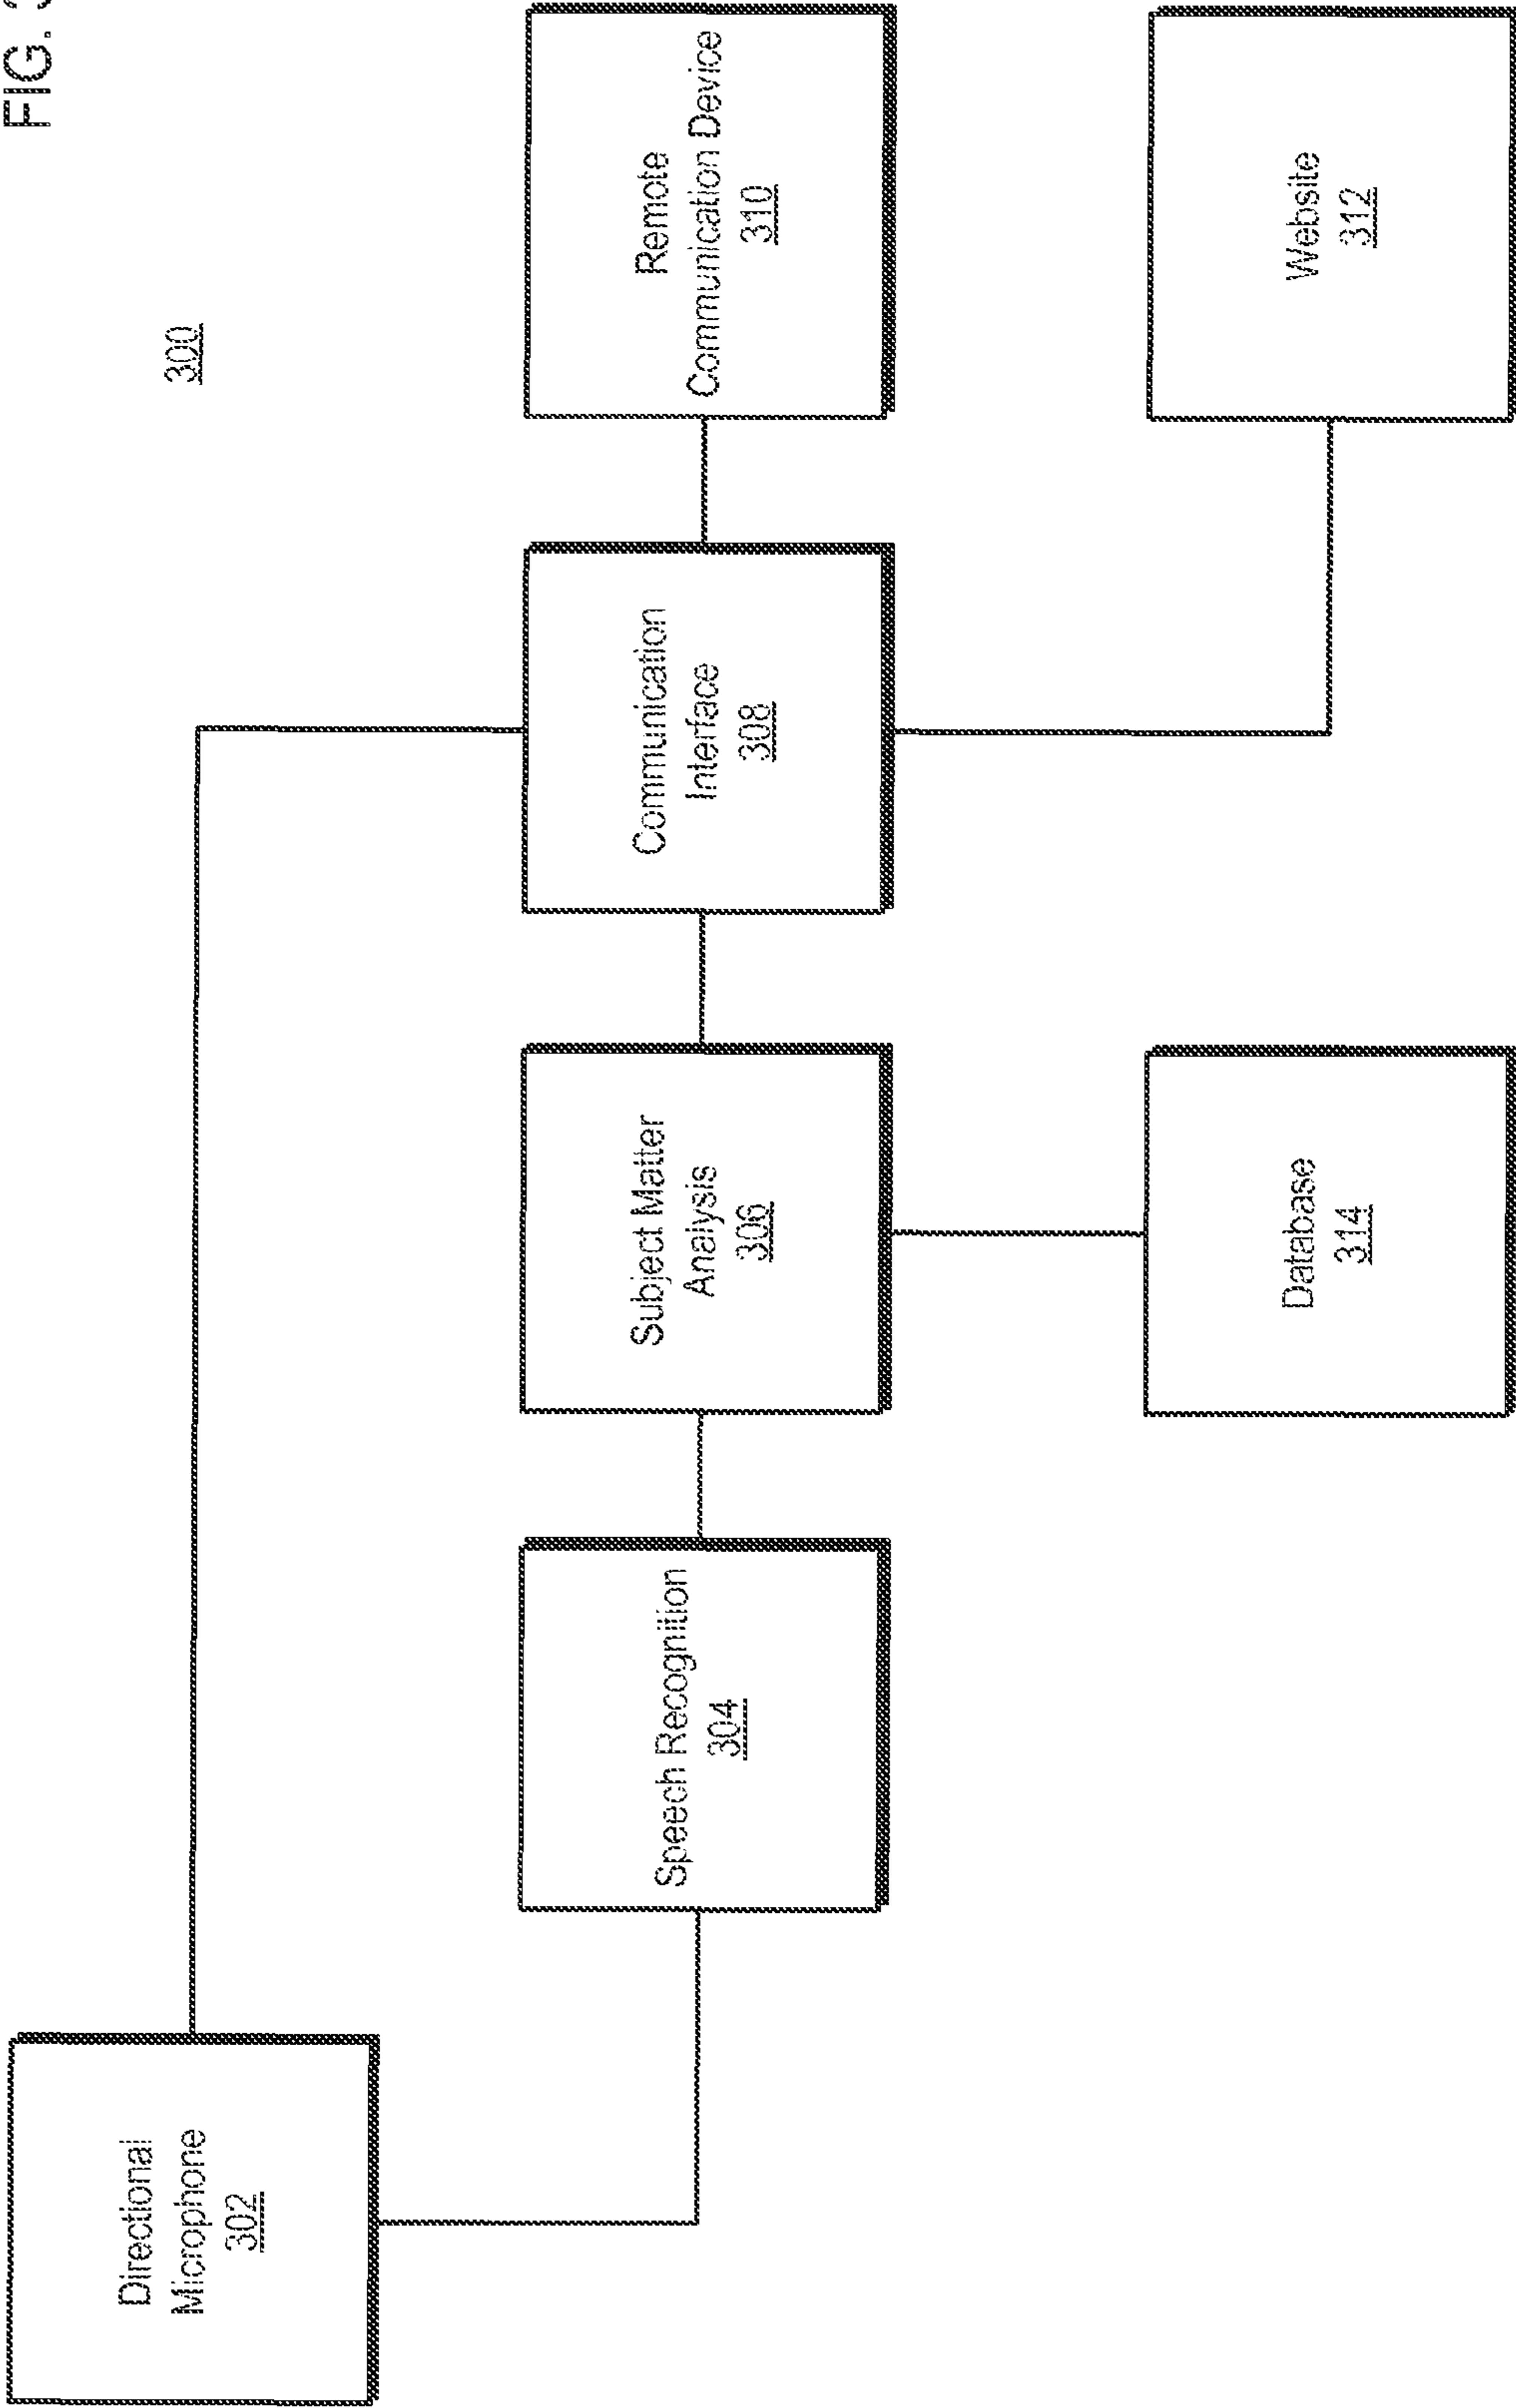 FIG. 3
Directional
Microphone
302
300
Speech Recognition
304
Subject Matter
Analysis
306
Communication
Interface
308
Remote
Communication Device
310
Database
314
Website
312